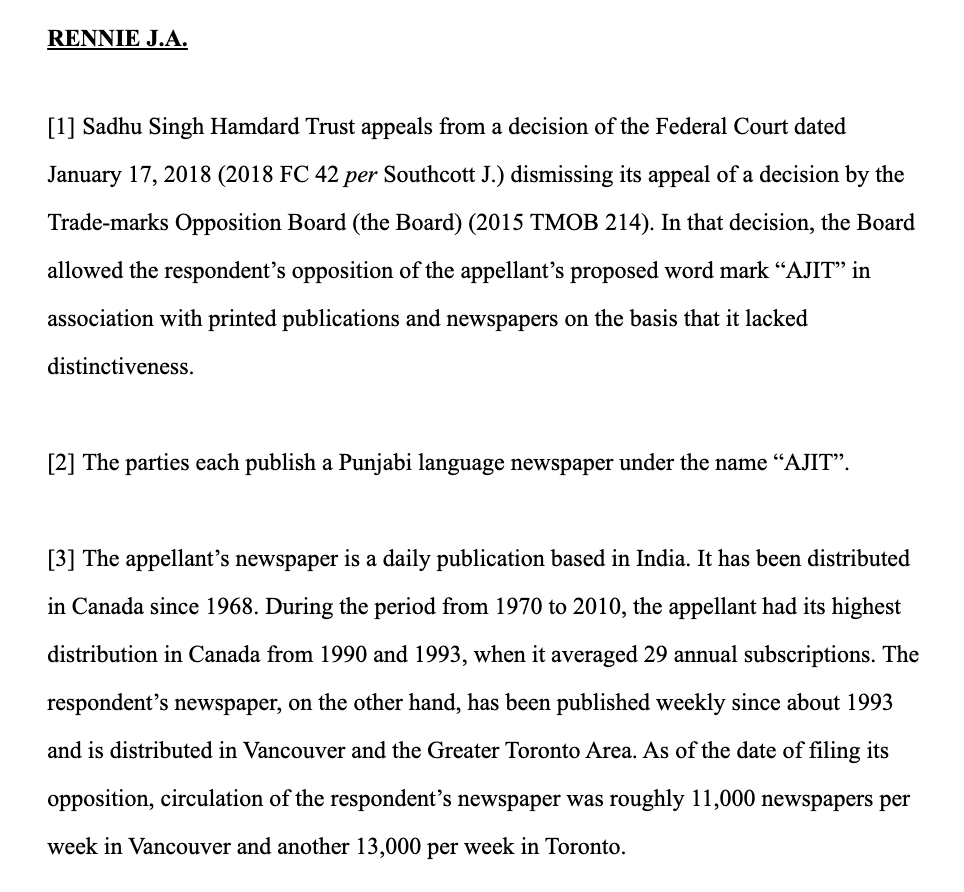 RENNIE J.A.
[1] Sadhu Singh Hamdard Trust appeals from a decision of the Federal Court dated
January 17, 2018 (2018 FC 42 per Southcott J.) dismissing its appeal of a decision by the
Trade-marks Opposition Board (the Board) (2015 TMOB 214). In that decision, the Board
allowed the respondent’s opposition of the appellant’s proposed word mark “AJIT” in
association with printed publications and newspapers on the basis that it lacked
distinctiveness.
[2] The parties each publish a Punjabi language newspaper under the name “AJIT”.
[3] The appellant’s newspaper is a daily publication based in India. It has been distributed
in Canada since 1968. During the period from 1970 to 2010, the appellant had its highest
distribution in Canada from 1990 and 1993, when it averaged 29 annual subscriptions. The
respondent’s newspaper, on the other hand, has been published weekly since about 1993
and is distributed in Vancouver and the Greater Toronto Area. As of the date of filing its
opposition, circulation of the respondent’s newspaper was roughly 11,000 newspapers per
week in Vancouver and another 13,000 per week in Toronto.